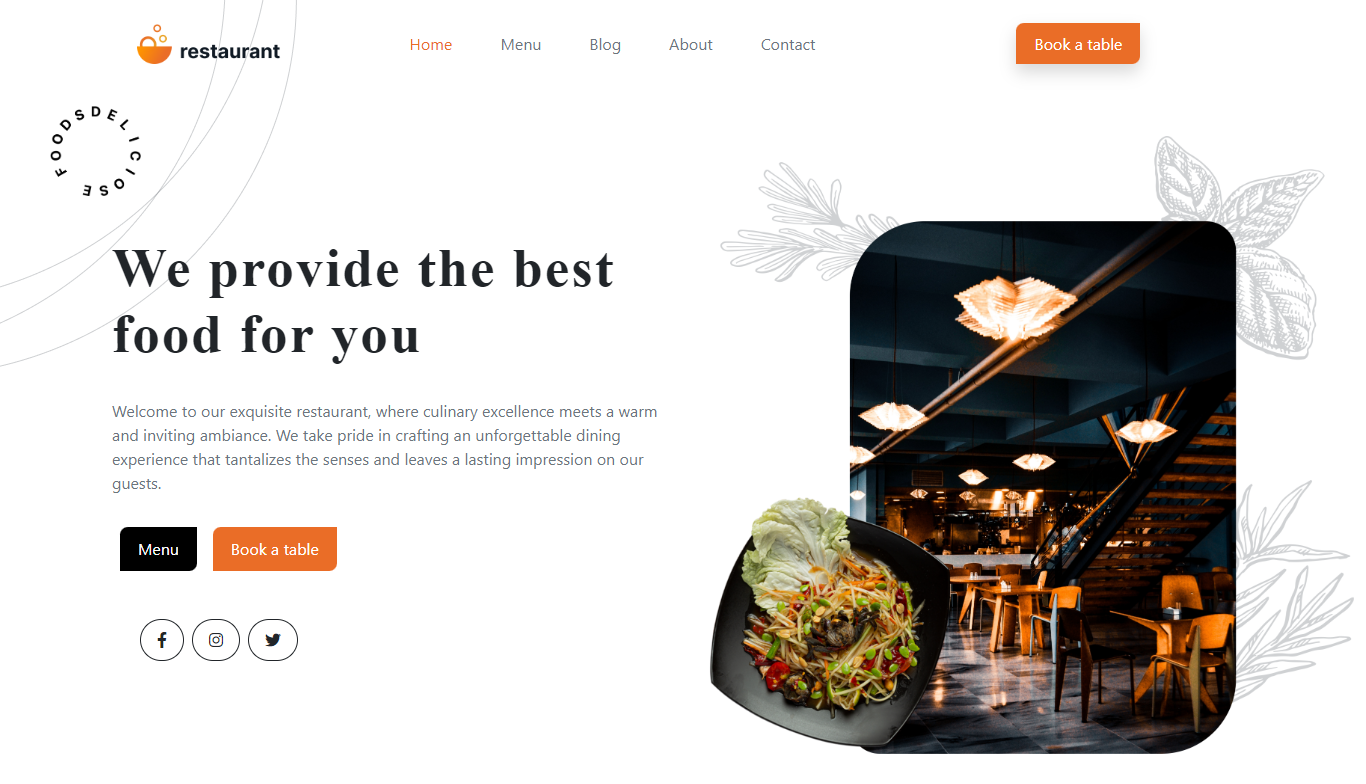 restaurant
Home
Menu
Blog
About
Contact
Book a table
FOODSDELICIOSE
We provide the best
food for you
Welcome to our exquisite restaurant, where culinary excellence meets a warm
and inviting ambiance. We take pride in crafting an unforgettable dining
experience that tantalizes the senses and leaves a lasting impression on our
guests.
Menu
Book a table